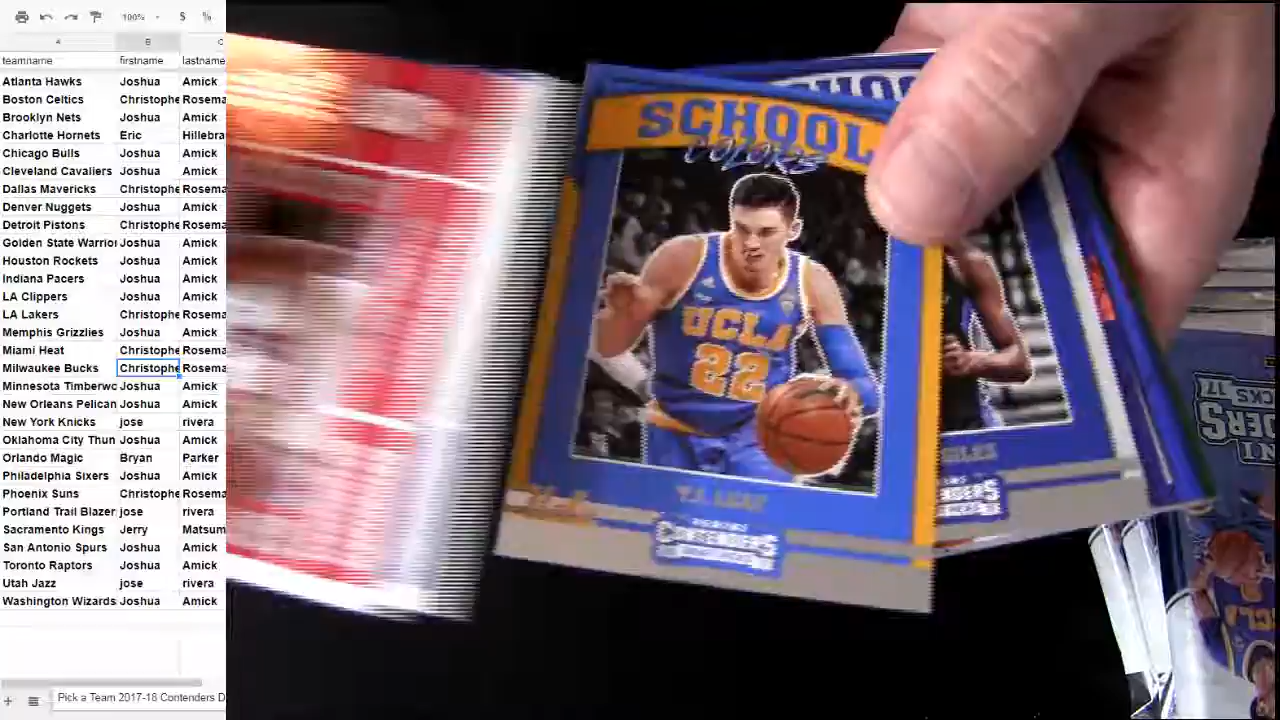 100% $ %
A B C
teamname firstname lastname
Atlanta Hawks Joshua Amick
Boston Celtics Christophe Rosema
Brooklyn Nets Joshua Amick
Charlotte Hornets Eric Hillebra
Chicago Bulls Joshua Amick
Cleveland Cavaliers Joshua Amick
Dallas Mavericks Christophe Rosema
Denver Nuggets Joshua Amick
Detroit Pistons Christophe Rosema
Golden State Warrio Joshua Amick
Houston Rockets Joshua Amick
Indiana Pacers Joshua Amick
LA Clippers Joshua Amick
LA Lakers Christophe Rosema
Memphis Grizzlies Joshua Amick
Miami Heat Christophe Rosema
Milwaukee Bucks Christophe Rosema
Minnesota Timberwo Joshua Amick
New Orleans Pelican Joshua Amick
New York Knicks jose rivera
Oklahoma City Thun Joshua Amick
Orlando Magic Bryan Parker
Philadelphia Sixers Joshua Amick
Phoenix Suns Christophe Rosema
Portland Trail Blazer jose rivera
Sacramento Kings Jerry Matsum
San Antonio Spurs Joshua Amick
Toronto Raptors Joshua Amick
Utah Jazz jose rivera
Washington Wizards Joshua Amick
Pick a Team 2017-18 Contenders D
SCHOOL
colors
UCLA
22
PANINI
CONTENDERS